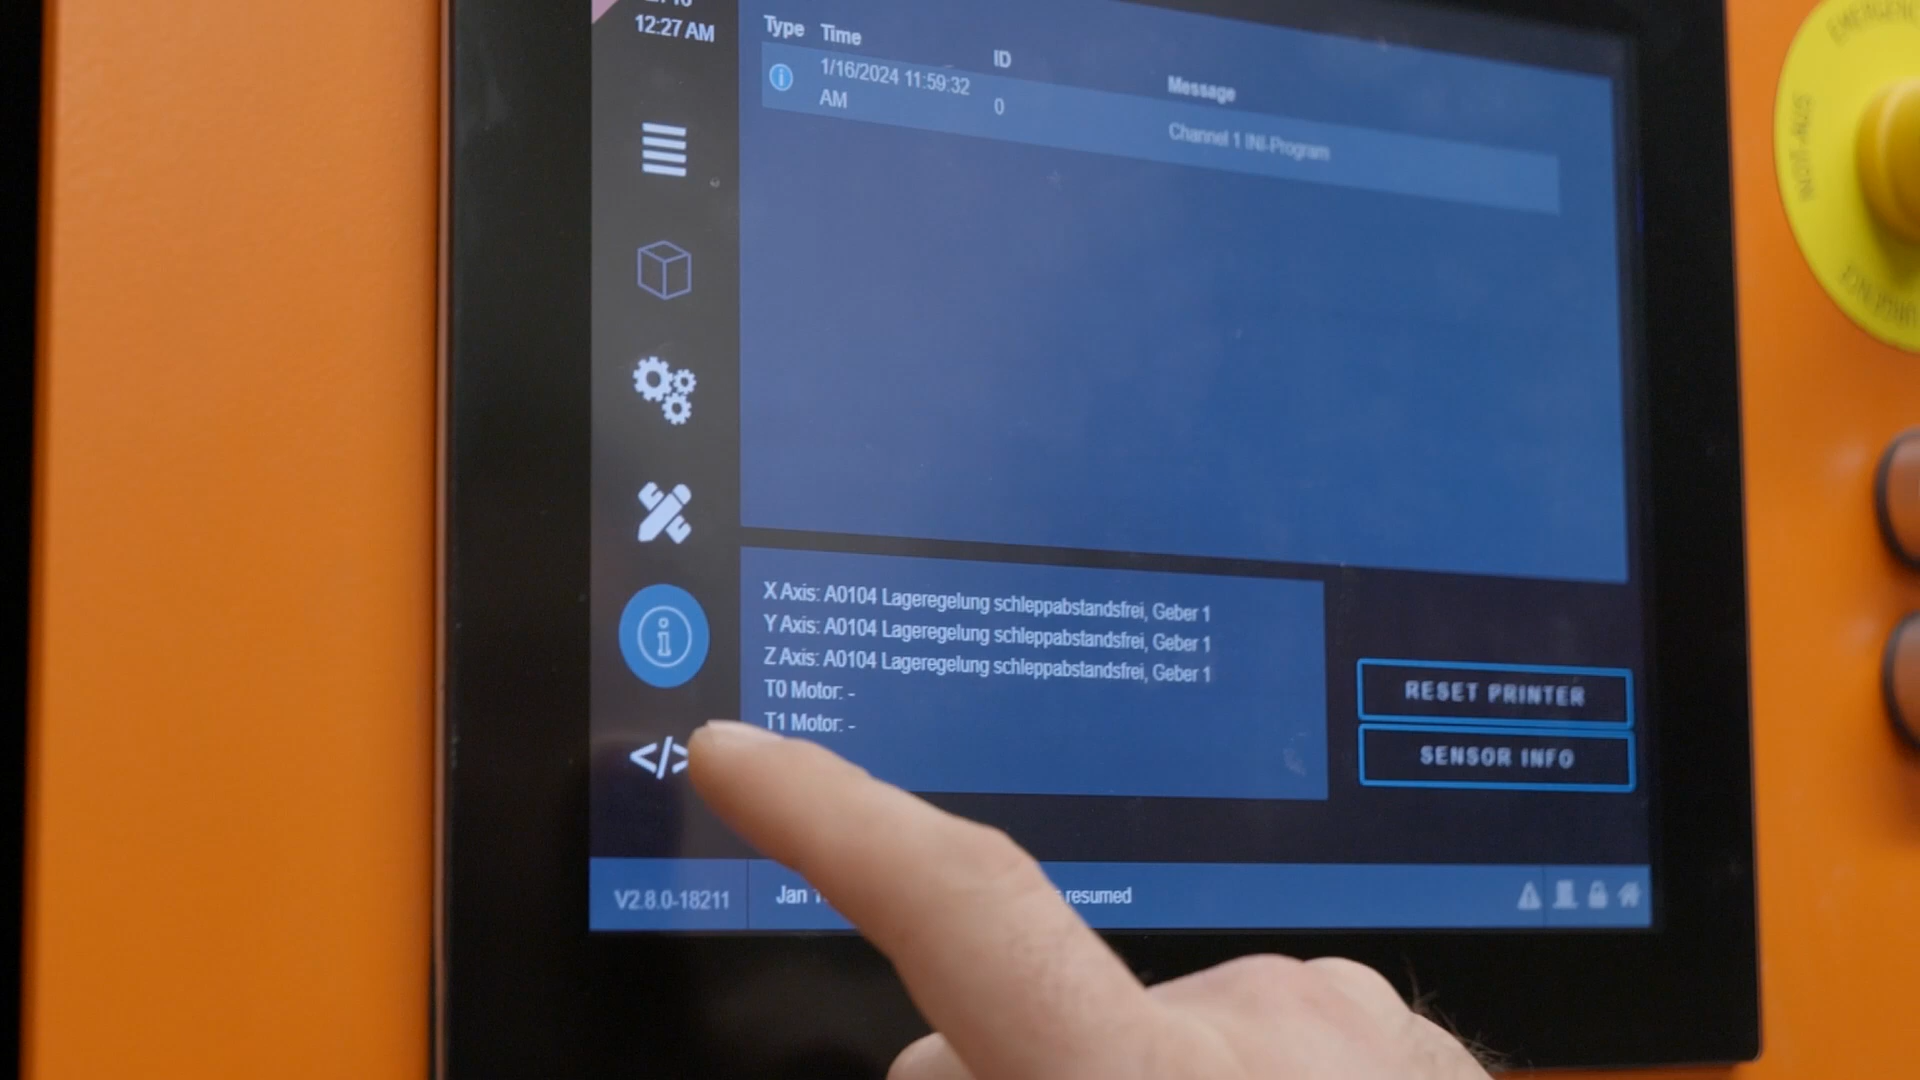 12:27 AM
Type Time ID Message
1/16/2024 11:59:32
AM
0
Channel 1 INI-Program
X Axis: A0104 Lageregelung schleppabstandsfrei, Geber 1
Y Axis: A0104 Lageregelung schleppabstandsfrei, Geber 1
Z Axis: A0104 Lageregelung schleppabstandsfrei, Geber 1
T0 Motor: -
T1 Motor: -
</>
RESET PRINTER
SENSOR INFO
V2.8.0-18211
Jan
resumed